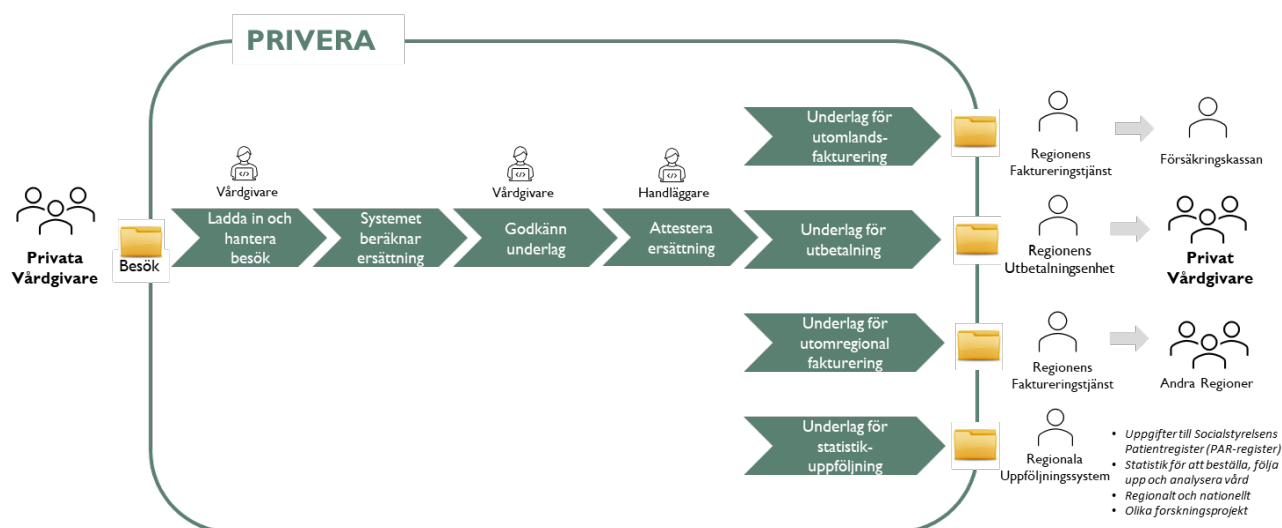 PRIVERA
Privata
Vårdgivare
Besök
Vårdgivare
Ladda in och
hantera
besök
Systemet
beräknar
ersättning
Vårdgivare
Godkänn
underlag
Handläggare
Attestera
ersättning
Underlag för
utomlands-
fakturering
Regionens
Faktureringstjänst
Försäkringskassan
Underlag för
utbetalning
Regionens
Utbetalningsenhet
Privat
Vårdgivare
Underlag för
utomregional
fakturering
Regionens
Faktureringstjänst
Andra Regioner
Underlag för
statistik-
uppföljning
Regionala
Uppföljningssystem
• Uppgifter till Socialstyrelsens
Patientregister (PAR-register)
• Statistik för att beställa, följa
upp och analysera vård
• Regionalt och nationellt
• Olika forskningsprojekt